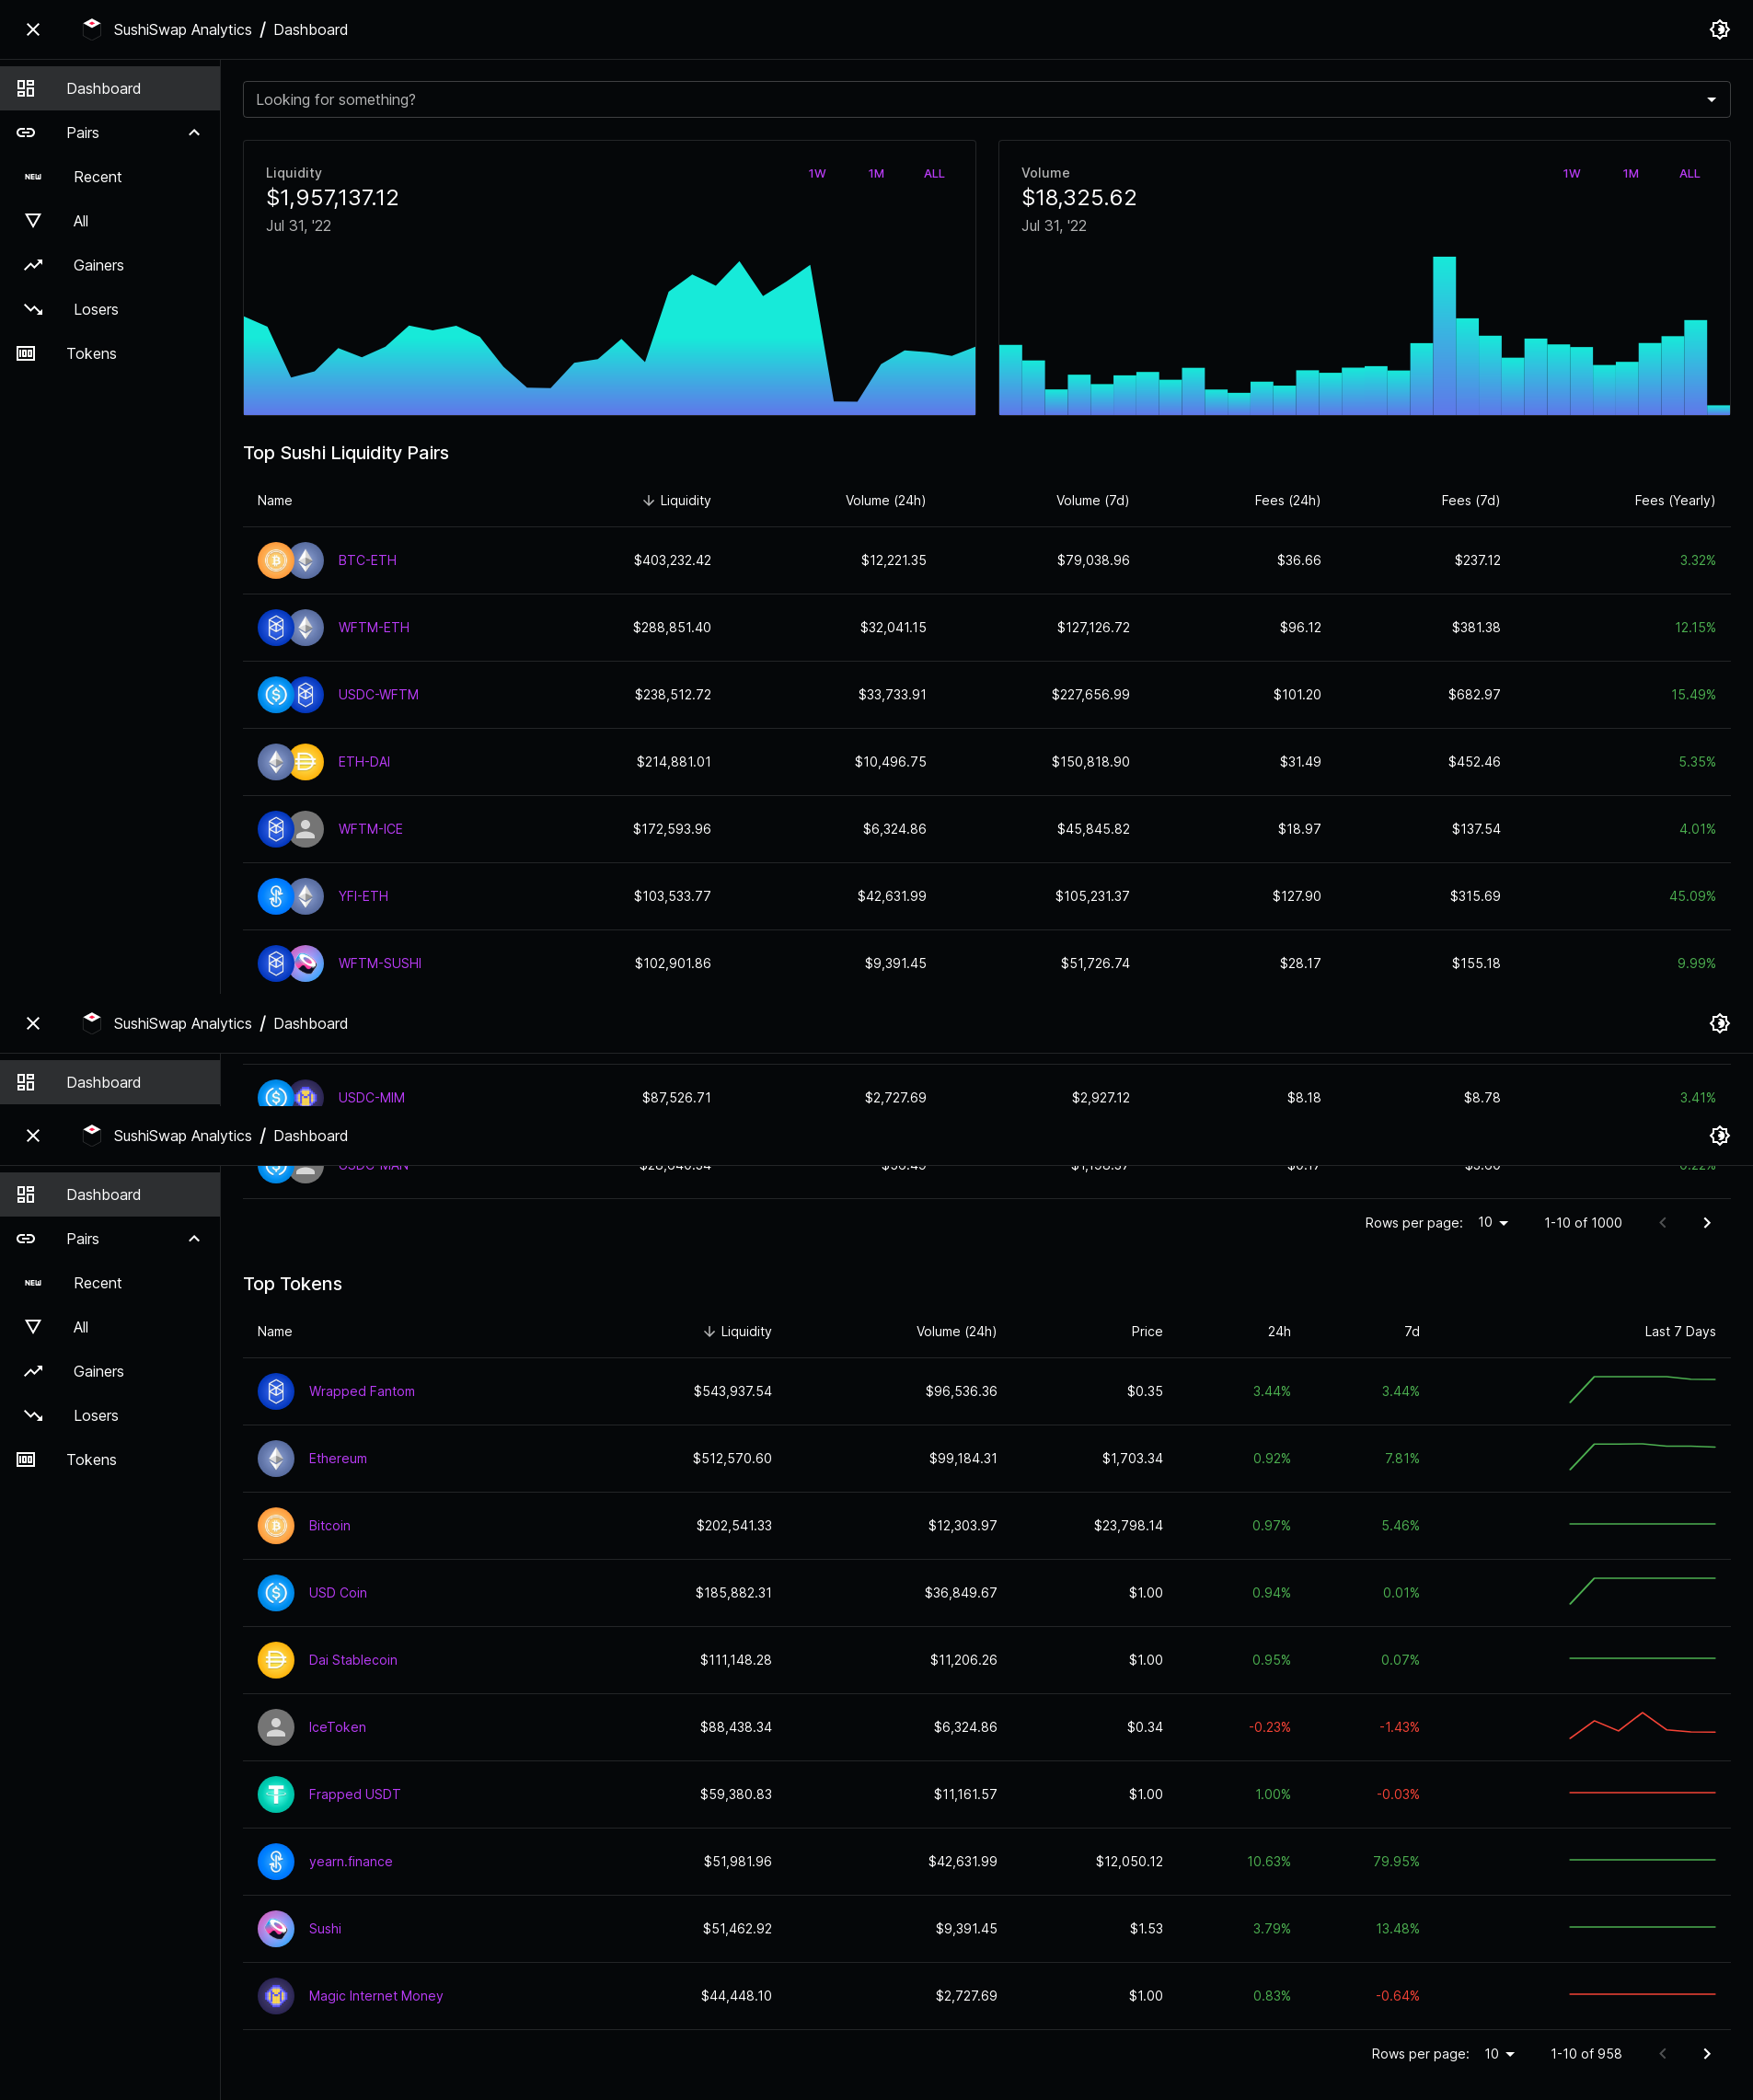 SushiSwap Analytics / Dashboard
Dashboard
Pairs
NEW Recent
All
Gainers
Losers
Tokens
Looking for something?
Liquidity 1W 1M ALL
$1,957,137.12
Jul 31, '22
Volume 1W 1M ALL
$18,325.62
Jul 31, '22
Top Sushi Liquidity Pairs
Name Liquidity Volume (24h) Volume (7d) Fees (24h) Fees (7d) Fees (Yearly)
BTC-ETH $403,232.42 $12,221.35 $79,038.96 $36.66 $237.12 3.32%
WFTM-ETH $288,851.40 $32,041.15 $127,126.72 $96.12 $381.38 12.15%
USDC-WFTM $238,512.72 $33,733.91 $227,656.99 $101.20 $682.97 15.49%
ETH-DAI $214,881.01 $10,496.75 $150,818.90 $31.49 $452.46 5.35%
WFTM-ICE $172,593.96 $6,324.86 $45,845.82 $18.97 $137.54 4.01%
YFI-ETH $103,533.77 $42,631.99 $105,231.37 $127.90 $315.69 45.09%
WFTM-SUSHI $102,901.86 $9,391.45 $51,726.74 $28.17 $155.18 9.99%
SushiSwap Analytics / Dashboard
Dashboard
USDC-MIM $87,526.71 $2,727.69 $2,927.12 $8.18 $8.78 3.41%
SushiSwap Analytics / Dashboard
Dashboard
Pairs
NEW Recent
All
Gainers
Losers
Tokens
Rows per page: 10 1-10 of 1000
Top Tokens
Name Liquidity Volume (24h) Price 24h 7d Last 7 Days
Wrapped Fantom $543,937.54 $96,536.36 $0.35 3.44% 3.44%
Ethereum $512,570.60 $99,184.31 $1,703.34 0.92% 7.81%
Bitcoin $202,541.33 $12,303.97 $23,798.14 0.97% 5.46%
USD Coin $185,882.31 $36,849.67 $1.00 0.94% 0.01%
Dai Stablecoin $111,148.28 $11,206.26 $1.00 0.95% 0.07%
IceToken $88,438.34 $6,324.86 $0.34 -0.23% -1.43%
Frapped USDT $59,380.83 $11,161.57 $1.00 1.00% -0.03%
yearn.finance $51,981.96 $42,631.99 $12,050.12 10.63% 79.95%
Sushi $51,462.92 $9,391.45 $1.53 3.79% 13.48%
Magic Internet Money $44,448.10 $2,727.69 $1.00 0.83% -0.64%
Rows per page: 10 1-10 of 958